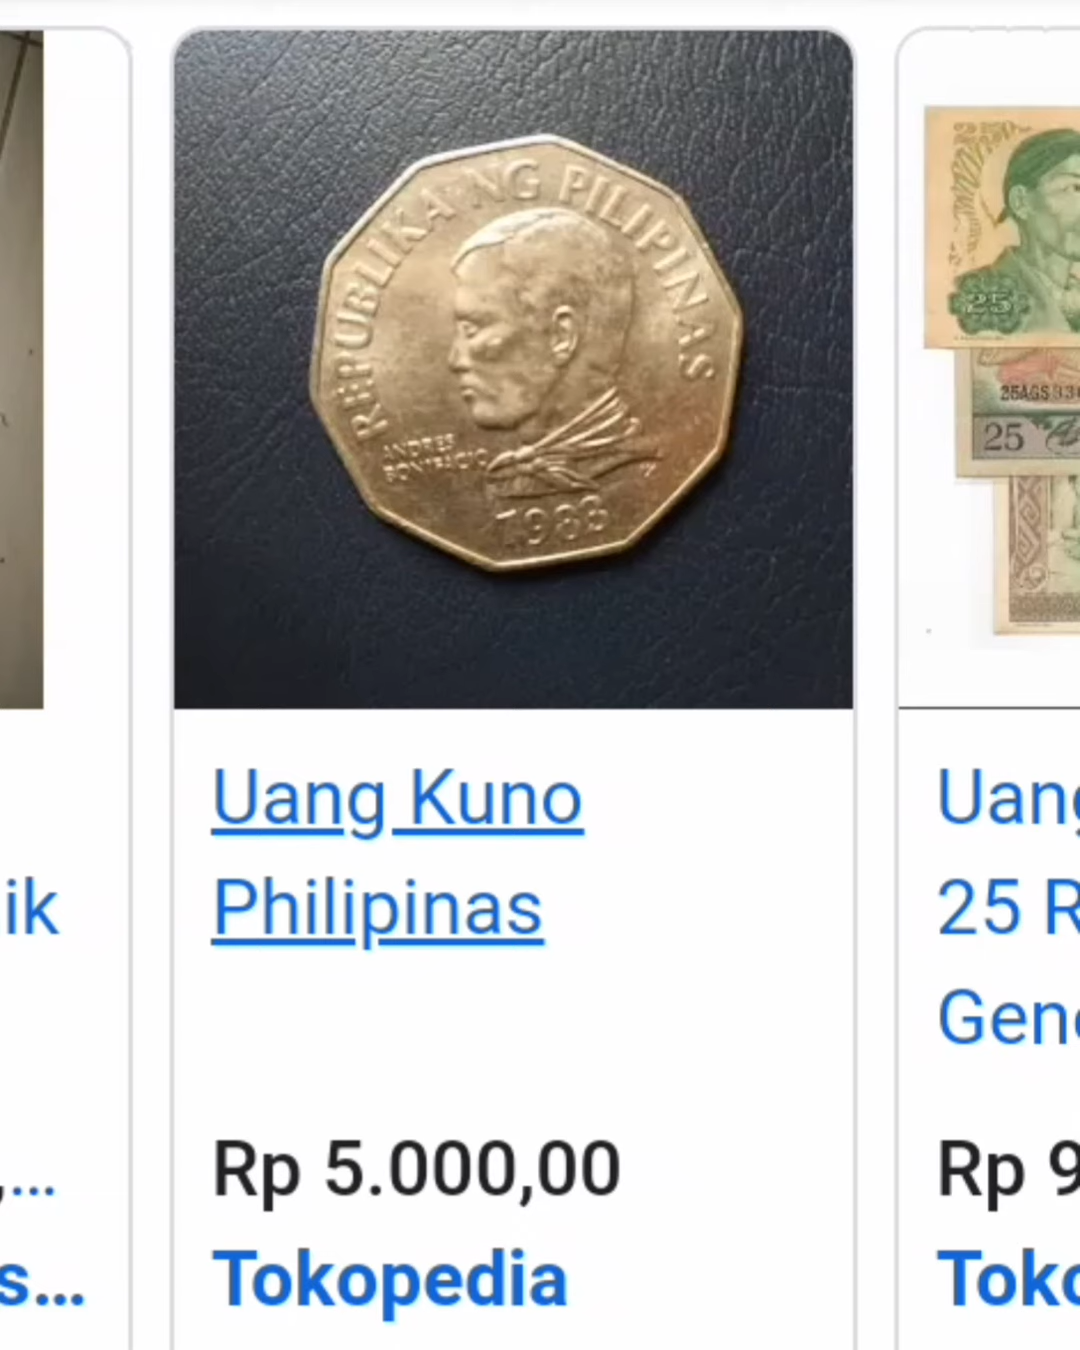 REPUBLIKA NG PILIPINAS
ANDRES
BONIFACIO
1983
25
25
Uang Kuno
Philipinas
Rp 5.000,00
Tokopedia
ik
,...
s...
Uang
25 R
Gene
Rp 9
Toko